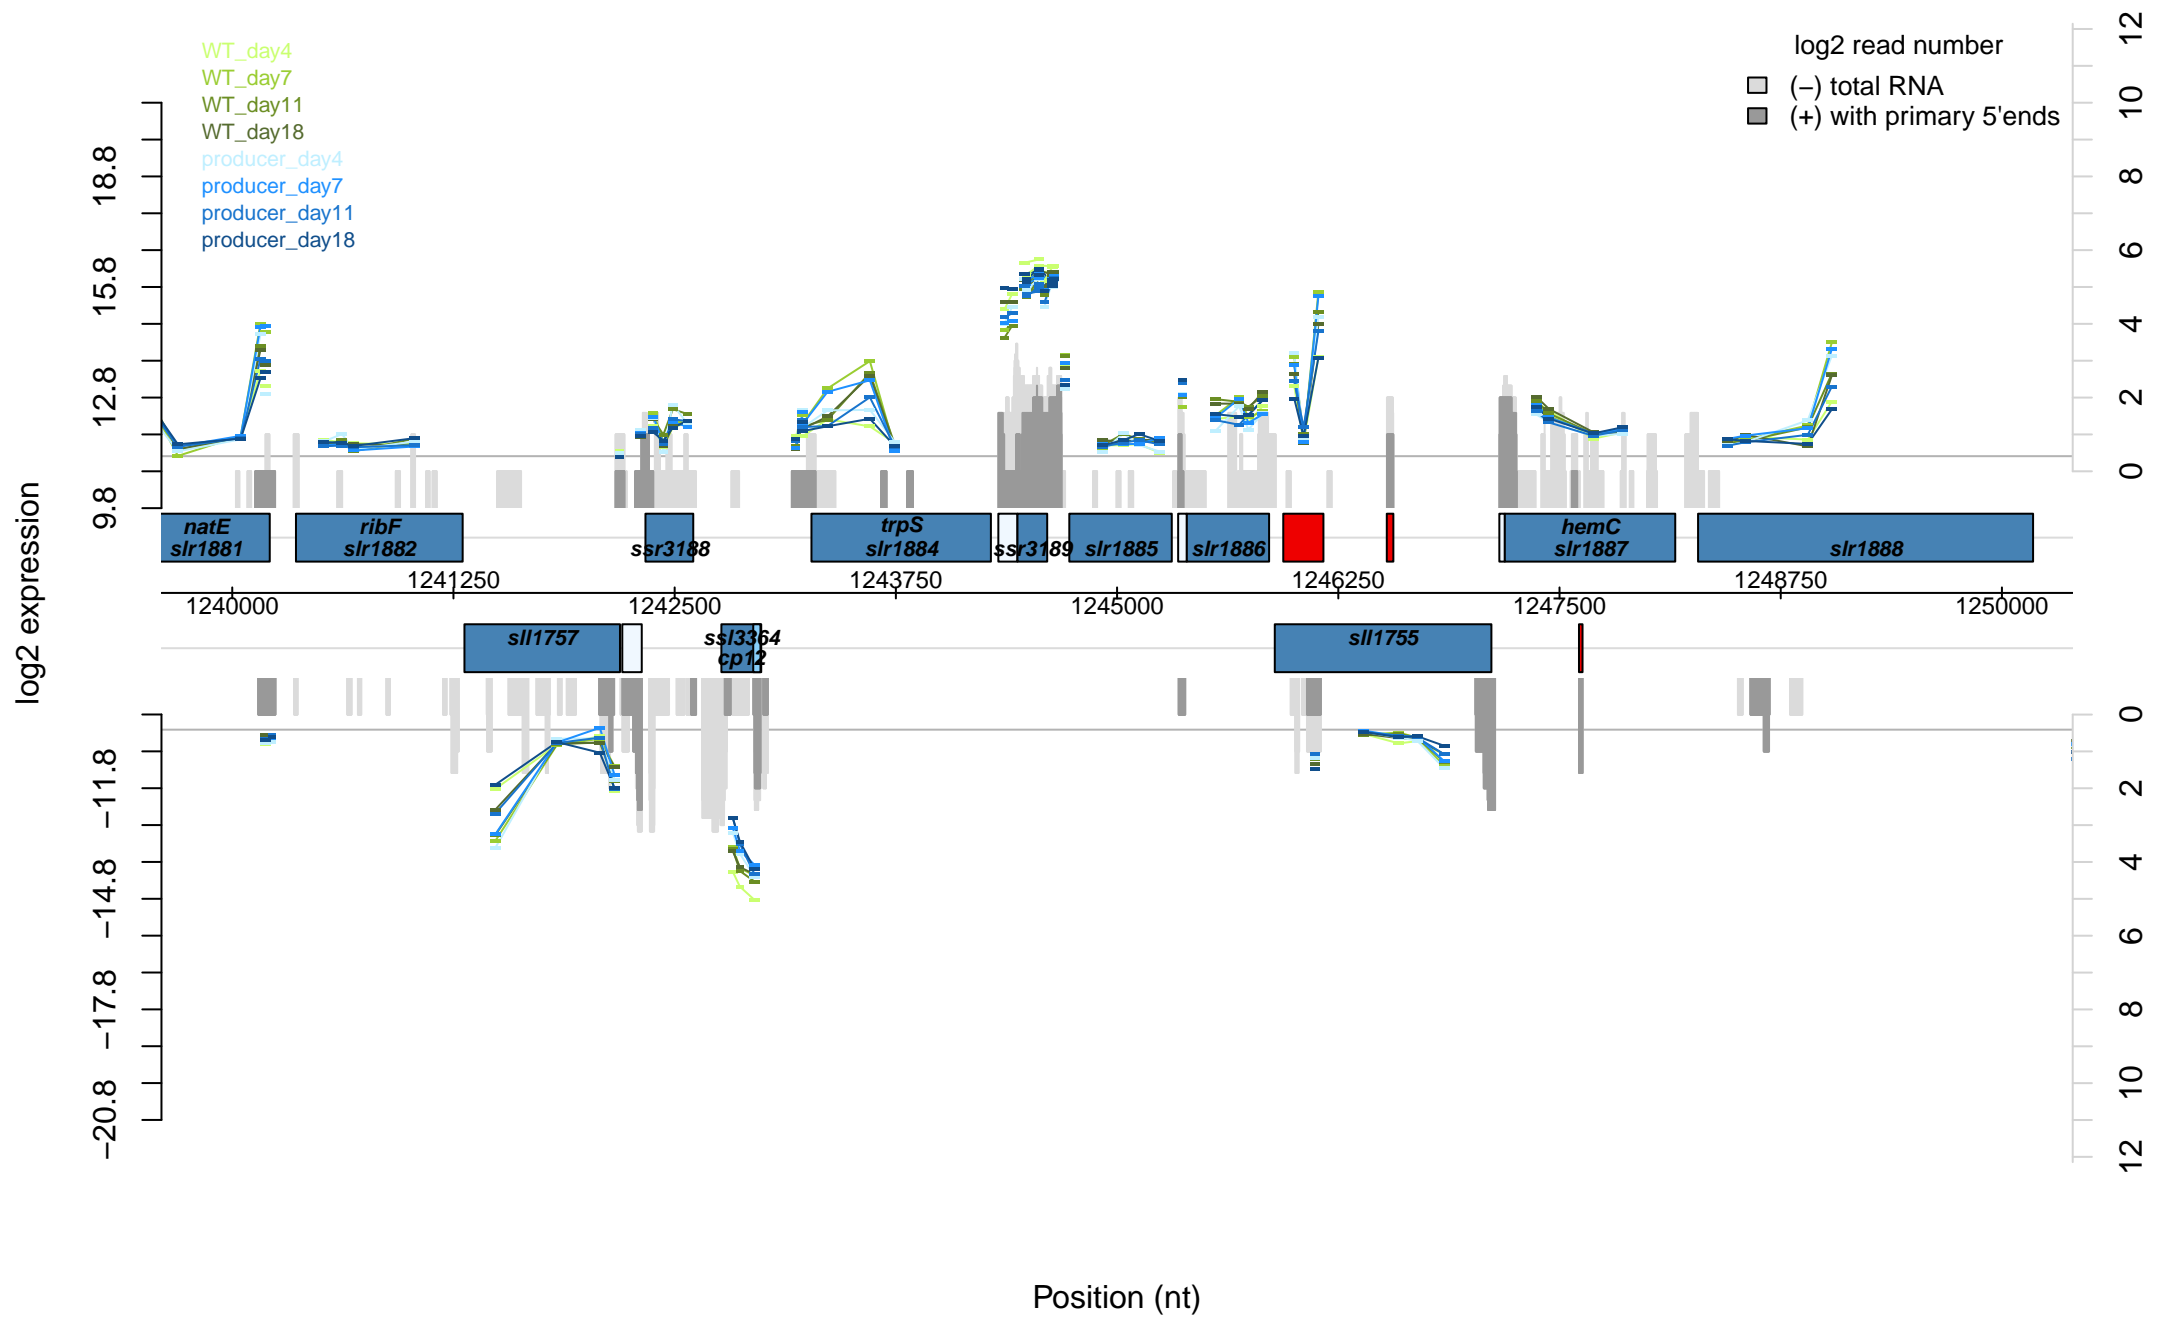 WT_day4
WT_day7
WT_day11
WT_day18
producer_day4
producer_day7
producer_day11
producer_day18
log2 read number
(−) total RNA
(+) with primary 5'ends
log2 expression
18.8
15.8
12.8
9.8
12
10
8
6
4
2
0
natE
slr1881
ribF
slr1882
ssr3188
trpS
slr1884
ssr3189
slr1885
slr1886
hemC
slr1887
slr1888
1241250
1243750
1246250
1248750
1240000
1242500
1245000
1247500
1250000
sll1757
ssl3364
cp12
sll1755
−11.8
−14.8
−17.8
−20.8
0
2
4
6
8
10
12
Position (nt)